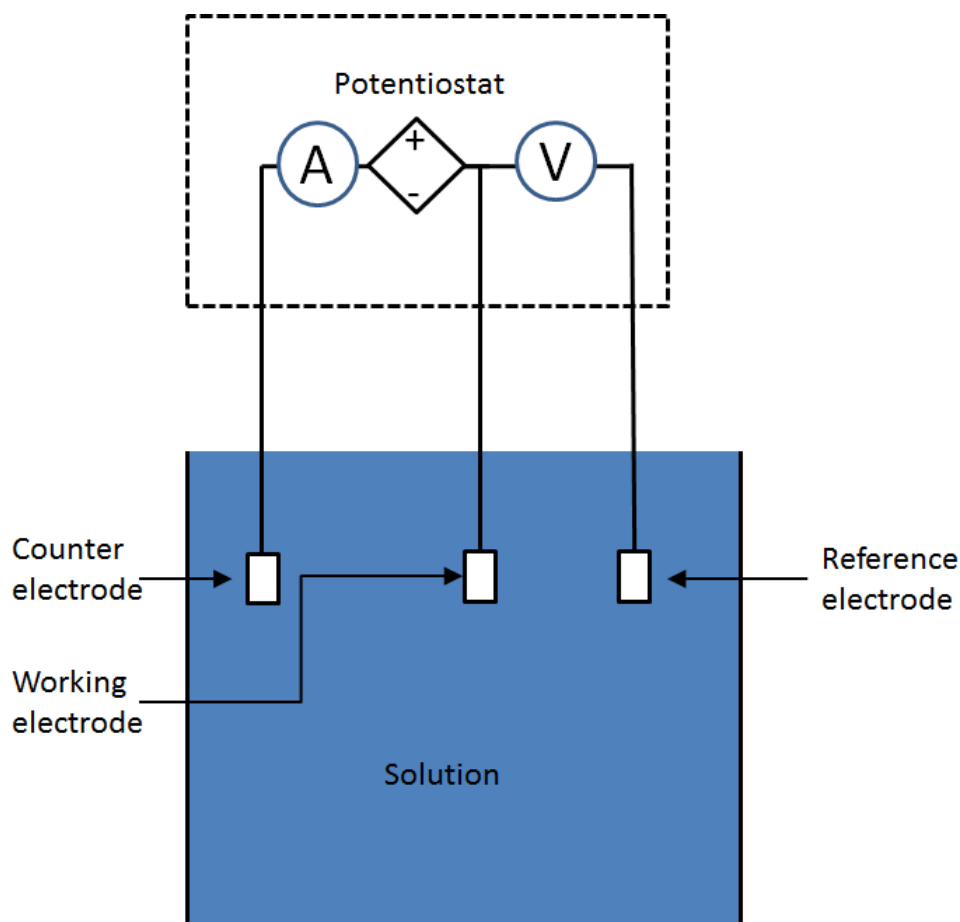 Potentiostat
A
+
-
V
Counter
electrode
Reference
electrode
Working
electrode
Solution